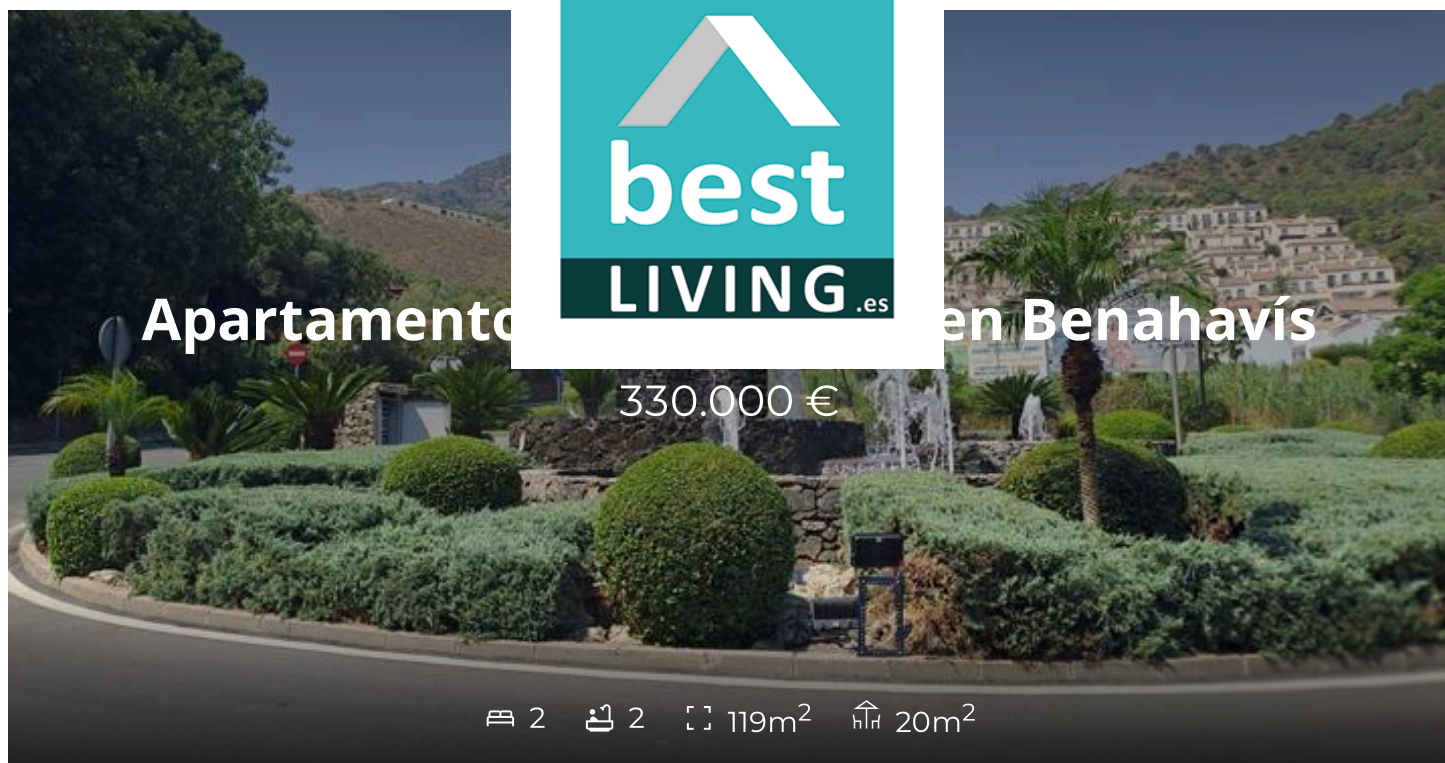 best
LIVING.es
Apartamento en Benahavís
330.000 €
2 2 119m² 20m²